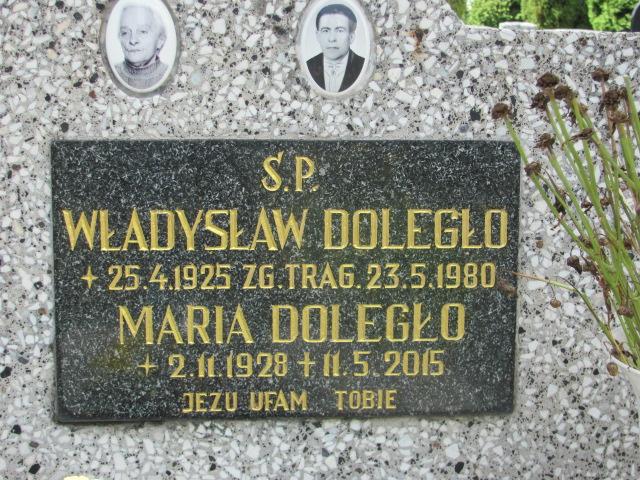 Ś.P.
WŁADYSŁAW DOLEGŁO
+ 25.4.1925 ZG.TRAG. 23.5.1980
MARIA DOLEGŁO
+ 2.11.1928 + 11.5.2015
JEZU UFAM TOBIE